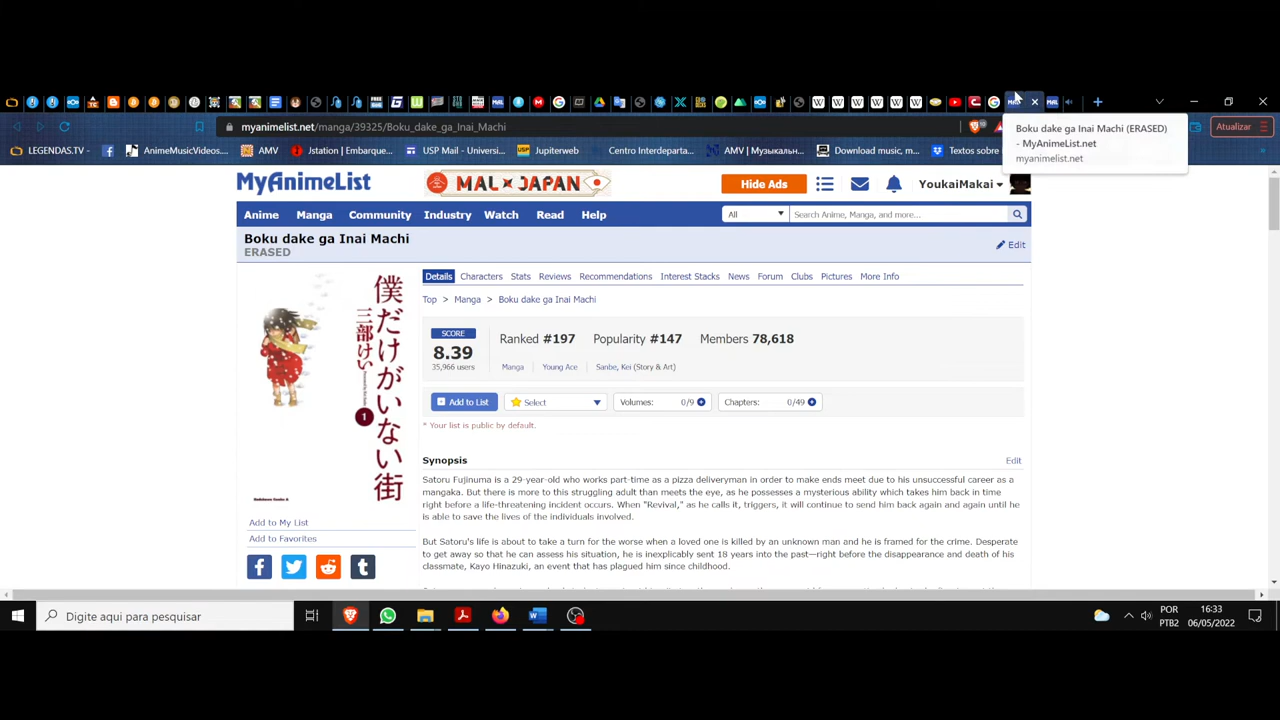 myanimelist.net/manga/39325/Boku_dake_ga_Inai_Machi
Atualizar
Boku dake ga Inai Machi (ERASED)
- MyAnimeList.net
myanimelist.net
LEGENDAS.TV
AnimeMusicVideos...
AMV
Jstation | Embarque...
USP Mail - Universi...
Jupiterweb
Centro Interdeparta...
AMV | Музыкальн...
Download music, m...
Textos sobre
MyAnimeList
MAL×JAPAN
Hide Ads
YoukaiMakai
Anime Manga Community Industry Watch Read Help
All
Search Anime, Manga, and more...
Boku dake ga Inai Machi
ERASED
Edit
僕だけがいない街
三部けい
1
Details Characters Stats Reviews Recommendations Interest Stacks News Forum Clubs Pictures More Info
Top > Manga > Boku dake ga Inai Machi
SCORE
8.39
35,966 users
Ranked #197 Popularity #147 Members 78,618
Manga Young Ace Sanbe, Kei (Story & Art)
Add to List Select Volumes: 0/9 Chapters: 0/49
* Your list is public by default.
Synopsis
Edit
Satoru Fujinuma is a 29-year-old who works part-time as a pizza deliveryman in order to make ends meet due to his unsuccessful career as a
mangaka. But there is more to this struggling adult than meets the eye, as he possesses a mysterious ability which takes him back in time
right before a life-threatening incident occurs. When "Revival," as he calls it, triggers, it will continue to send him back again and again until he
is able to save the lives of the individuals involved.
But Satoru's life is about to take a turn for the worse when a loved one is killed by an unknown man and he is framed for the crime. Desperate
to get away so that he can assess his situation, he is inexplicably sent 18 years into the past—right before the disappearance and death of his
classmate, Kayo Hinazuki, an event that has plagued him since childhood.
Add to My List
Add to Favorites
Digite aqui para pesquisar
POR
PTB2
16:33
06/05/2022